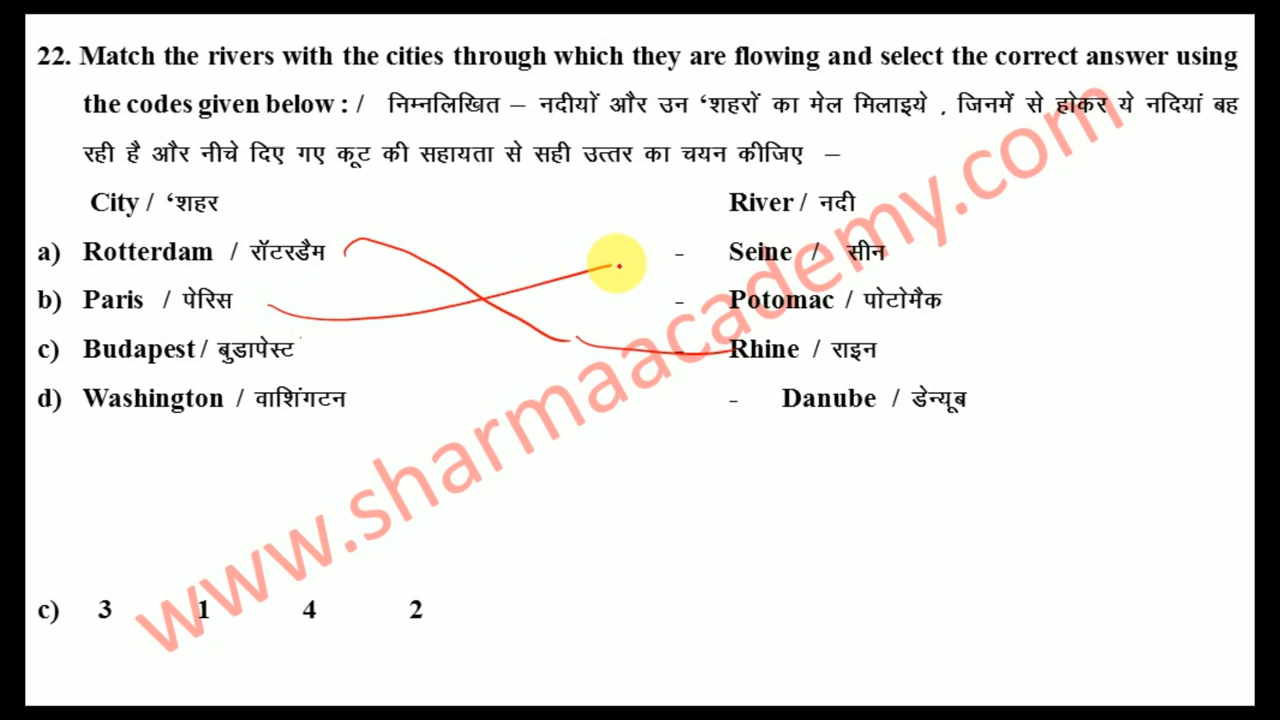 22. Match the rivers with the cities through which they are flowing and select the correct answer using
the codes given below : / निम्नलिखित – नदीयों और उन ‘शहरों का मेल मिलाइये , जिनमें से होकर ये नदियां बह
रही है और नीचे दिए गए कूट की सहायता से सही उत्तर का चयन कीजिए –
City / ‘शहर River / नदी
a) Rotterdam / रॉटरडैम - Seine / सीन
b) Paris / पेरिस - Potomac / पोटोमैक
c) Budapest / बुडापेस्ट - Rhine / राइन
d) Washington / वाशिंगटन - Danube / डेन्यूब
c) 3 1 4 2
www.sharmaacademy.com